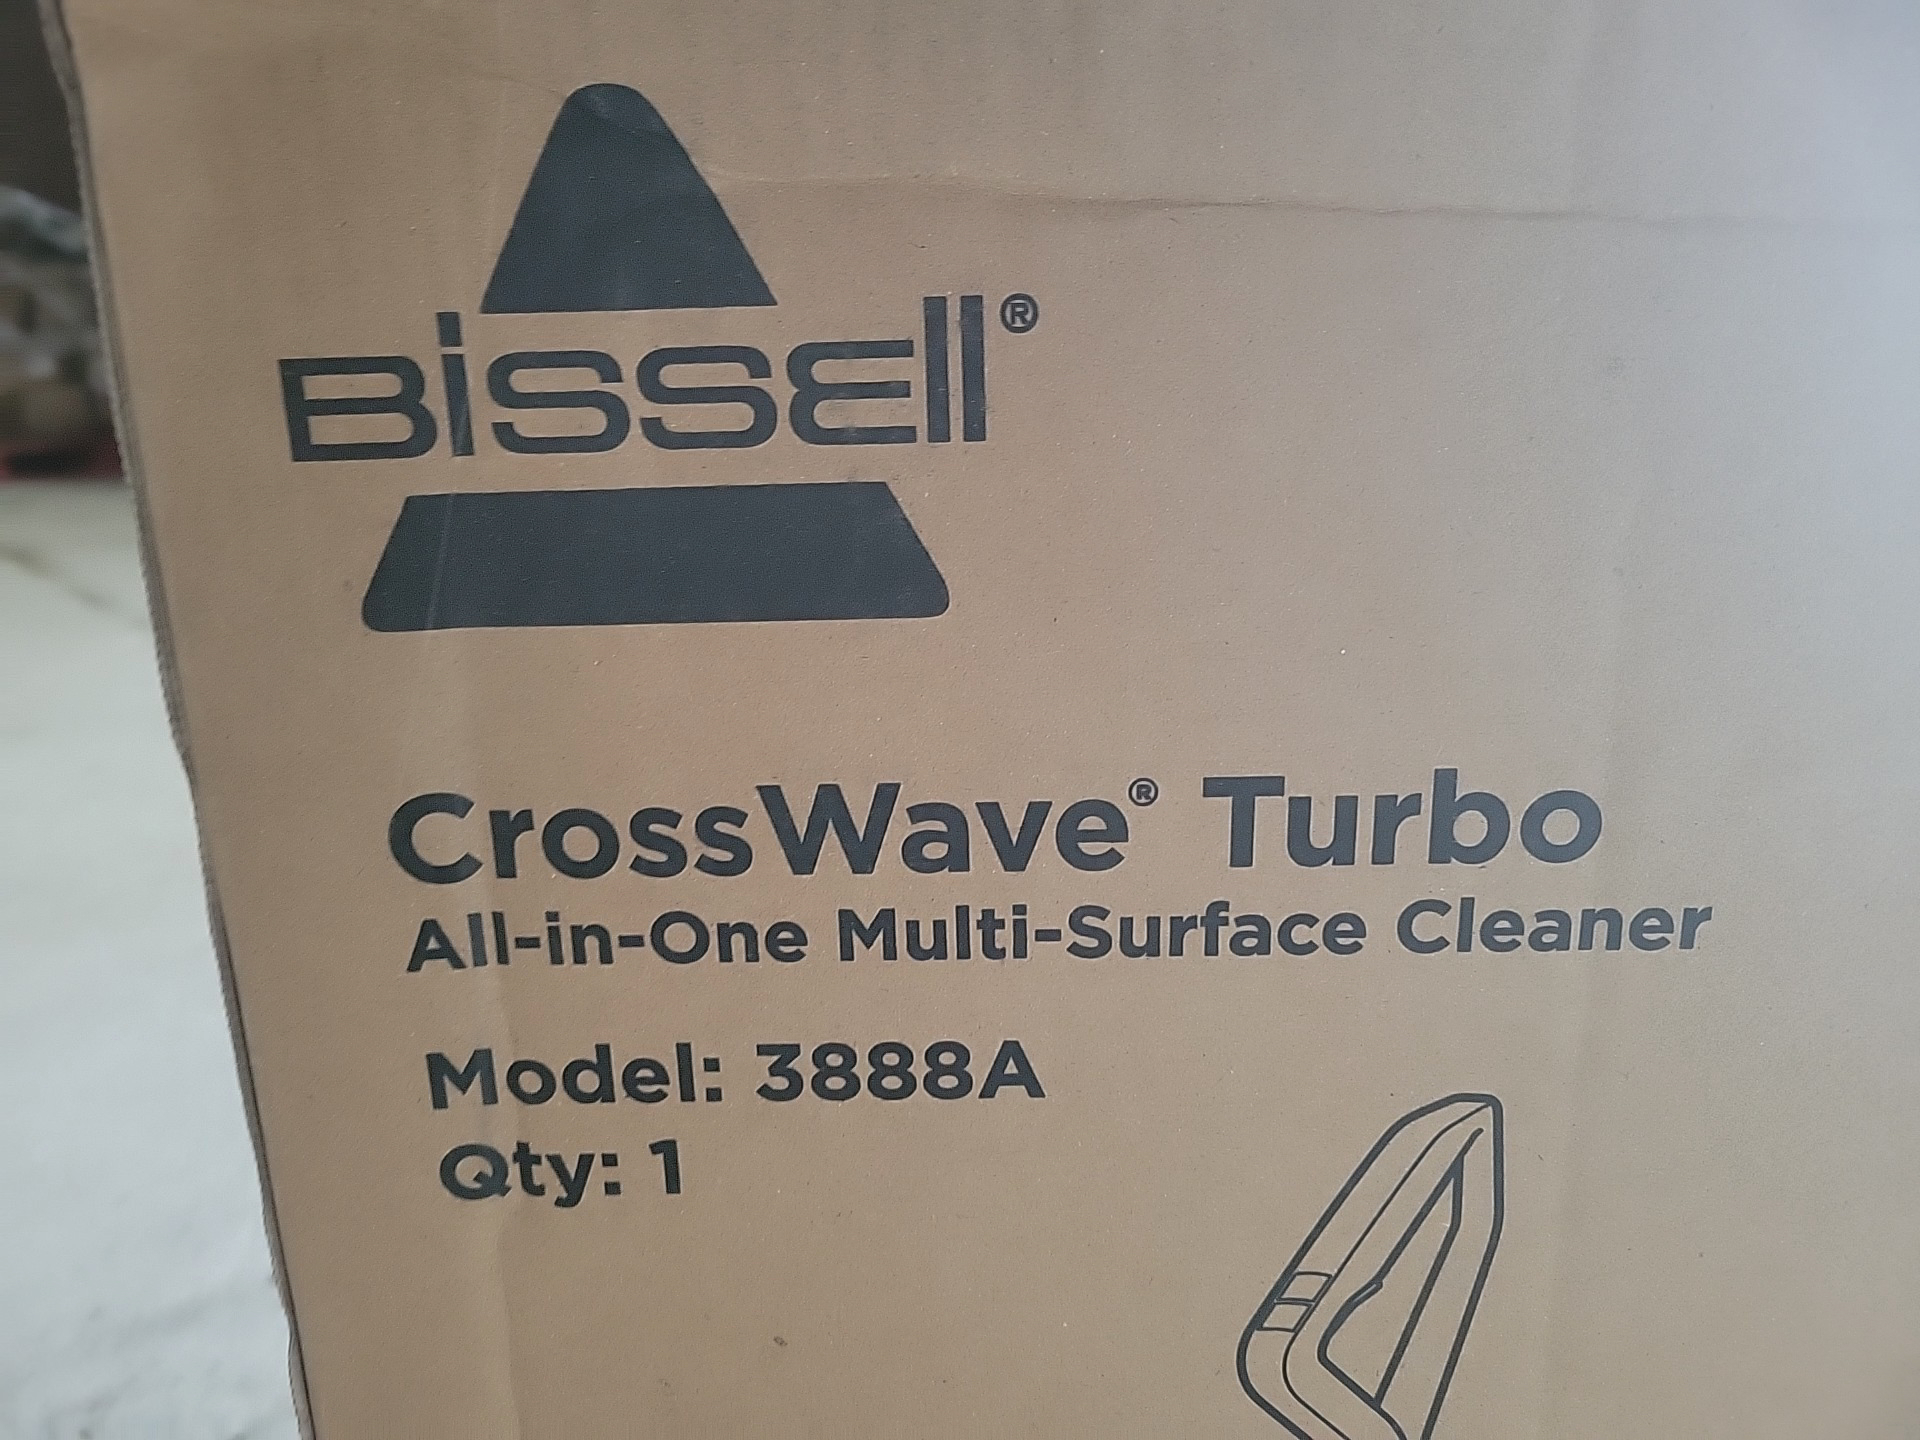 BissEll®
CrossWave® Turbo
All-in-One Multi-Surface Cleaner
Model: 3888A
Qty: 1